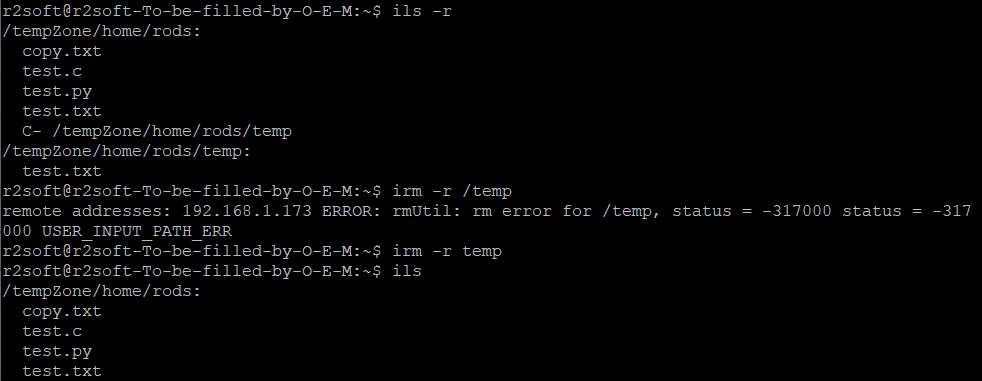 r2soft@r2soft-To-be-filled-by-O-E-M:~$ ils -r
/tempZone/home/rods:
  copy.txt
  test.c
  test.py
  test.txt
  C- /tempZone/home/rods/temp
/tempZone/home/rods/temp:
  test.txt
r2soft@r2soft-To-be-filled-by-O-E-M:~$ irm -r /temp
remote addresses: 192.168.1.173 ERROR: rmUtil: rm error for /temp, status = -317000 status = -317
000 USER_INPUT_PATH_ERR
r2soft@r2soft-To-be-filled-by-O-E-M:~$ irm -r temp
r2soft@r2soft-To-be-filled-by-O-E-M:~$ ils
/tempZone/home/rods:
  copy.txt
  test.c
  test.py
  test.txt